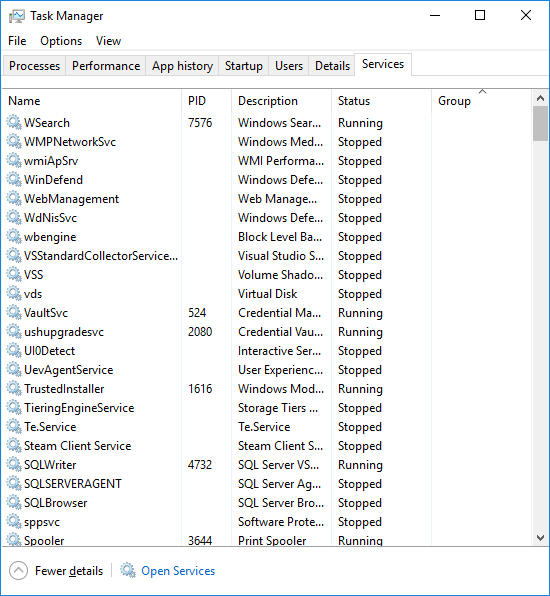 Task Manager
File Options View
Processes Performance App history Startup Users Details Services
Name PID Description Status Group
WSearch 7576 Windows Sear... Running
WMPNetworkSvc Windows Med... Stopped
wmiApSrv WMI Performa... Stopped
WinDefend Windows Defe... Stopped
WebManagement Web Manage... Stopped
WdNisSvc Windows Defe... Stopped
wbengine Block Level Ba... Stopped
VSStandardCollectorService... Visual Studio S... Stopped
VSS Volume Shado... Stopped
vds Virtual Disk Stopped
VaultSvc 524 Credential Ma... Running
ushupgradesvc 2080 Credential Vau... Running
UI0Detect Interactive Ser... Stopped
UevAgentService User Experienc... Stopped
TrustedInstaller 1616 Windows Mod... Running
TieringEngineService Storage Tiers ... Stopped
Te.Service Te.Service Stopped
Steam Client Service Steam Client S... Stopped
SQLWriter 4732 SQL Server VS... Running
SQLSERVERAGENT SQL Server Ag... Stopped
SQLBrowser SQL Server Bro... Stopped
sppsvc Software Prote... Stopped
Spooler 3644 Print Spooler Running
Fewer details Open Services